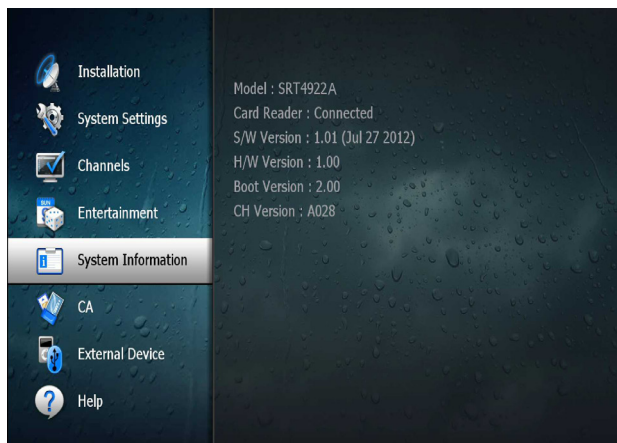 Installation
System Settings
Channels
Entertainment
System Information
CA
External Device
Help
Model : SRT4922A
Card Reader : Connected
S/W Version : 1.01 (Jul 27 2012)
H/W Version : 1.00
Boot Version : 2.00
CH Version : A028
SUN